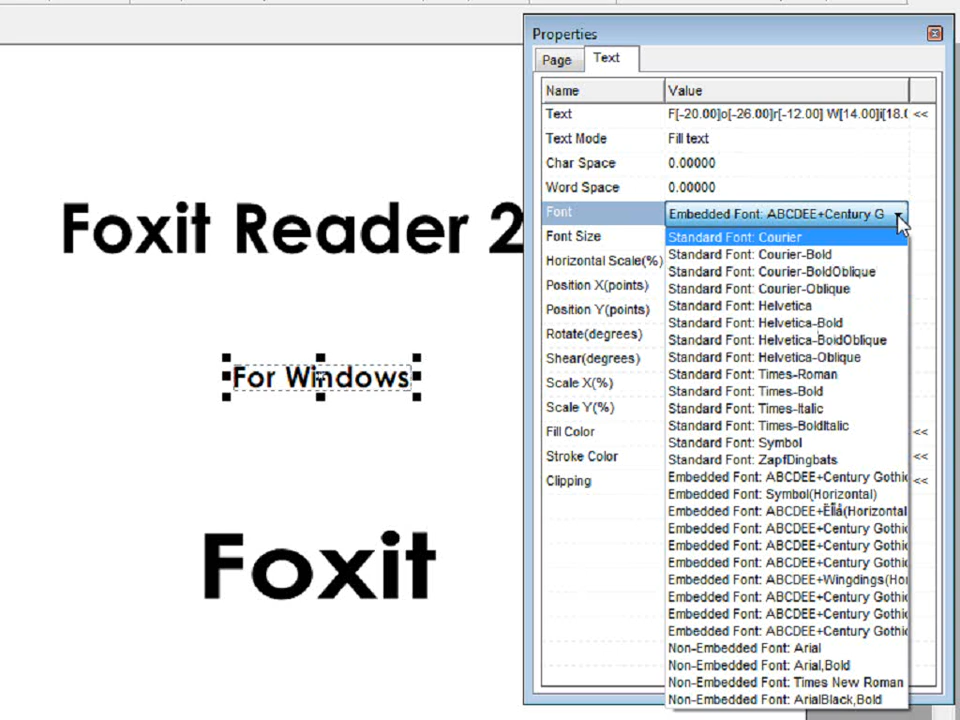 Foxit Reader 2
For Windows
Foxit
Properties
Page Text
Name Value
Text F[-20.00]o[-26.00]r[-12.00] W[14.00]i[18.0 <<
Text Mode Fill text
Char Space 0.00000
Word Space 0.00000
Font Embedded Font: ABCDEE+Century G
Font Size
Horizontal Scale(%)
Position X(points)
Position Y(points)
Rotate(degrees)
Shear(degrees)
Scale X(%)
Scale Y(%)
Fill Color <<
Stroke Color <<
Clipping <<
Standard Font: Courier
Standard Font: Courier-Bold
Standard Font: Courier-BoldOblique
Standard Font: Courier-Oblique
Standard Font: Helvetica
Standard Font: Helvetica-Bold
Standard Font: Helvetica-BoldOblique
Standard Font: Helvetica-Oblique
Standard Font: Times-Roman
Standard Font: Times-Bold
Standard Font: Times-Italic
Standard Font: Times-BoldItalic
Standard Font: Symbol
Standard Font: ZapfDingbats
Embedded Font: ABCDEE+Century Gothic
Embedded Font: Symbol(Horizontal)
Embedded Font: (Horizontal
Embedded Font: ABCDEE+Century Gothic
Embedded Font: ABCDEE+Century Gothic
Embedded Font: ABCDEE+Century Gothic
Embedded Font: ABCDEE+Wingdings(Hor
Embedded Font: ABCDEE+Century Gothic
Embedded Font: ABCDEE+Century Gothic
Embedded Font: ABCDEE+Century Gothic
Non-Embedded Font: Arial
Non-Embedded Font: Arial,Bold
Non-Embedded Font: Times New Roman
Non-Embedded Font: ArialBlack,Bold